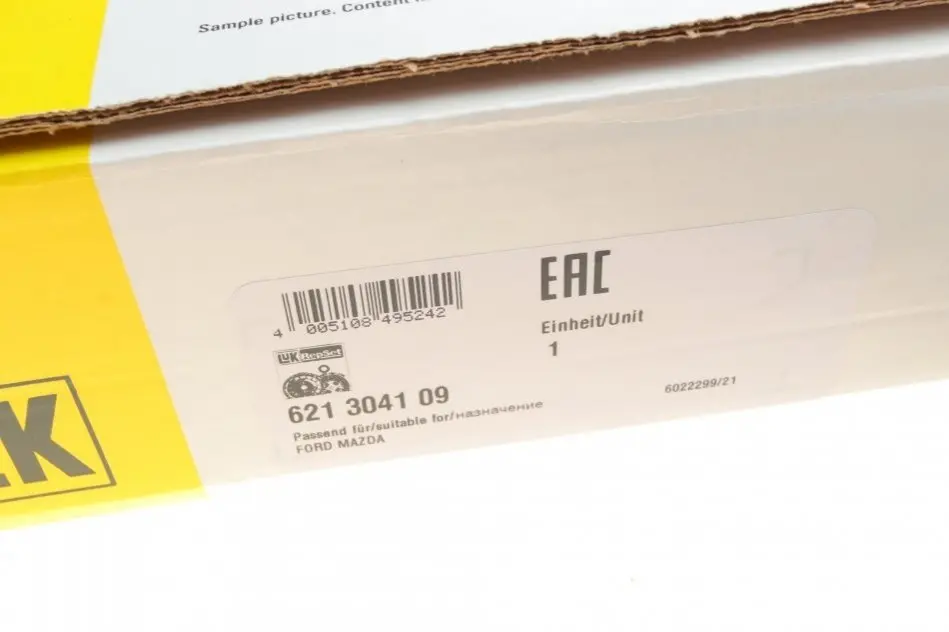 Sample picture. Content
EAC
4 005108 495242
Einheit/Unit
1
LUK RepSet
621 3041 09
6022299/21
Passend für/suitable for/назначение
FORD MAZDA
K